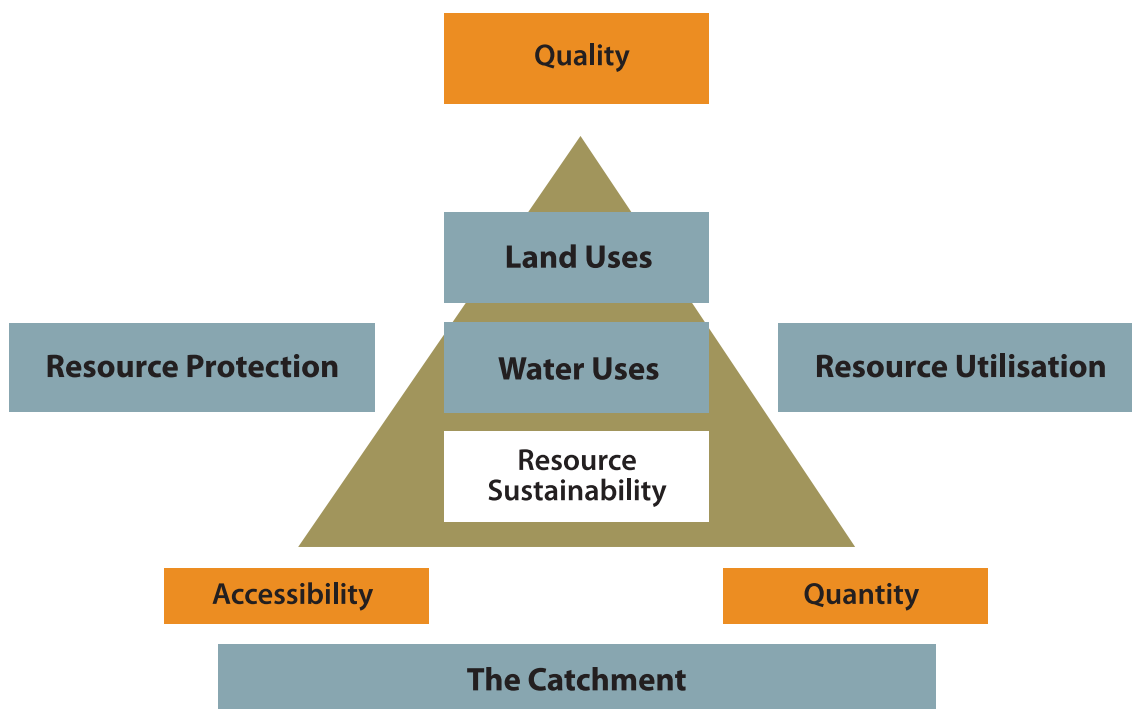 Quality
Land Uses
Resource Protection
Water Uses
Resource Utilisation
Resource
Sustainability
Accessibility
Quantity
The Catchment